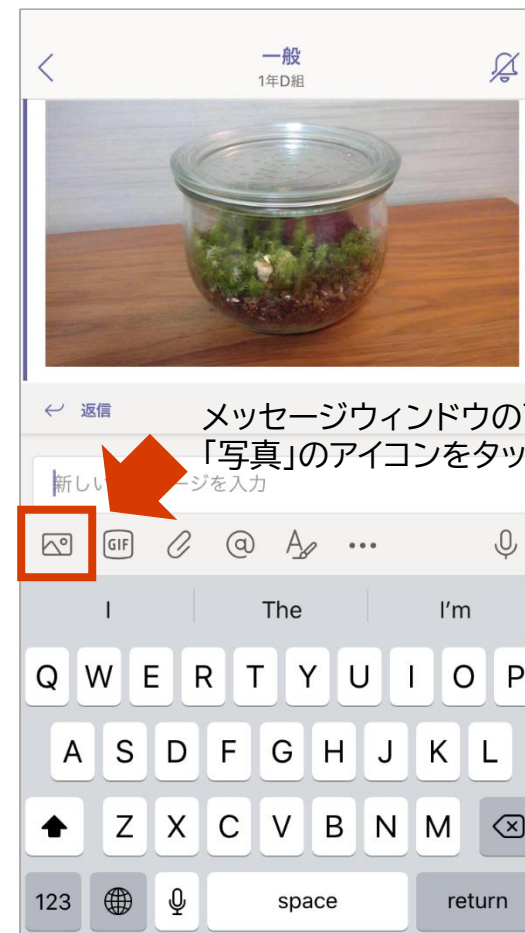 一般
1年D組
返信
メッセージウィンドウの
「写真」のアイコンをタッ
新しい ージを入力
GIF @ A •••
I The I'm
Q W E R T Y U I O P
A S D F G H J K L
Z X C V B N M
123 space return